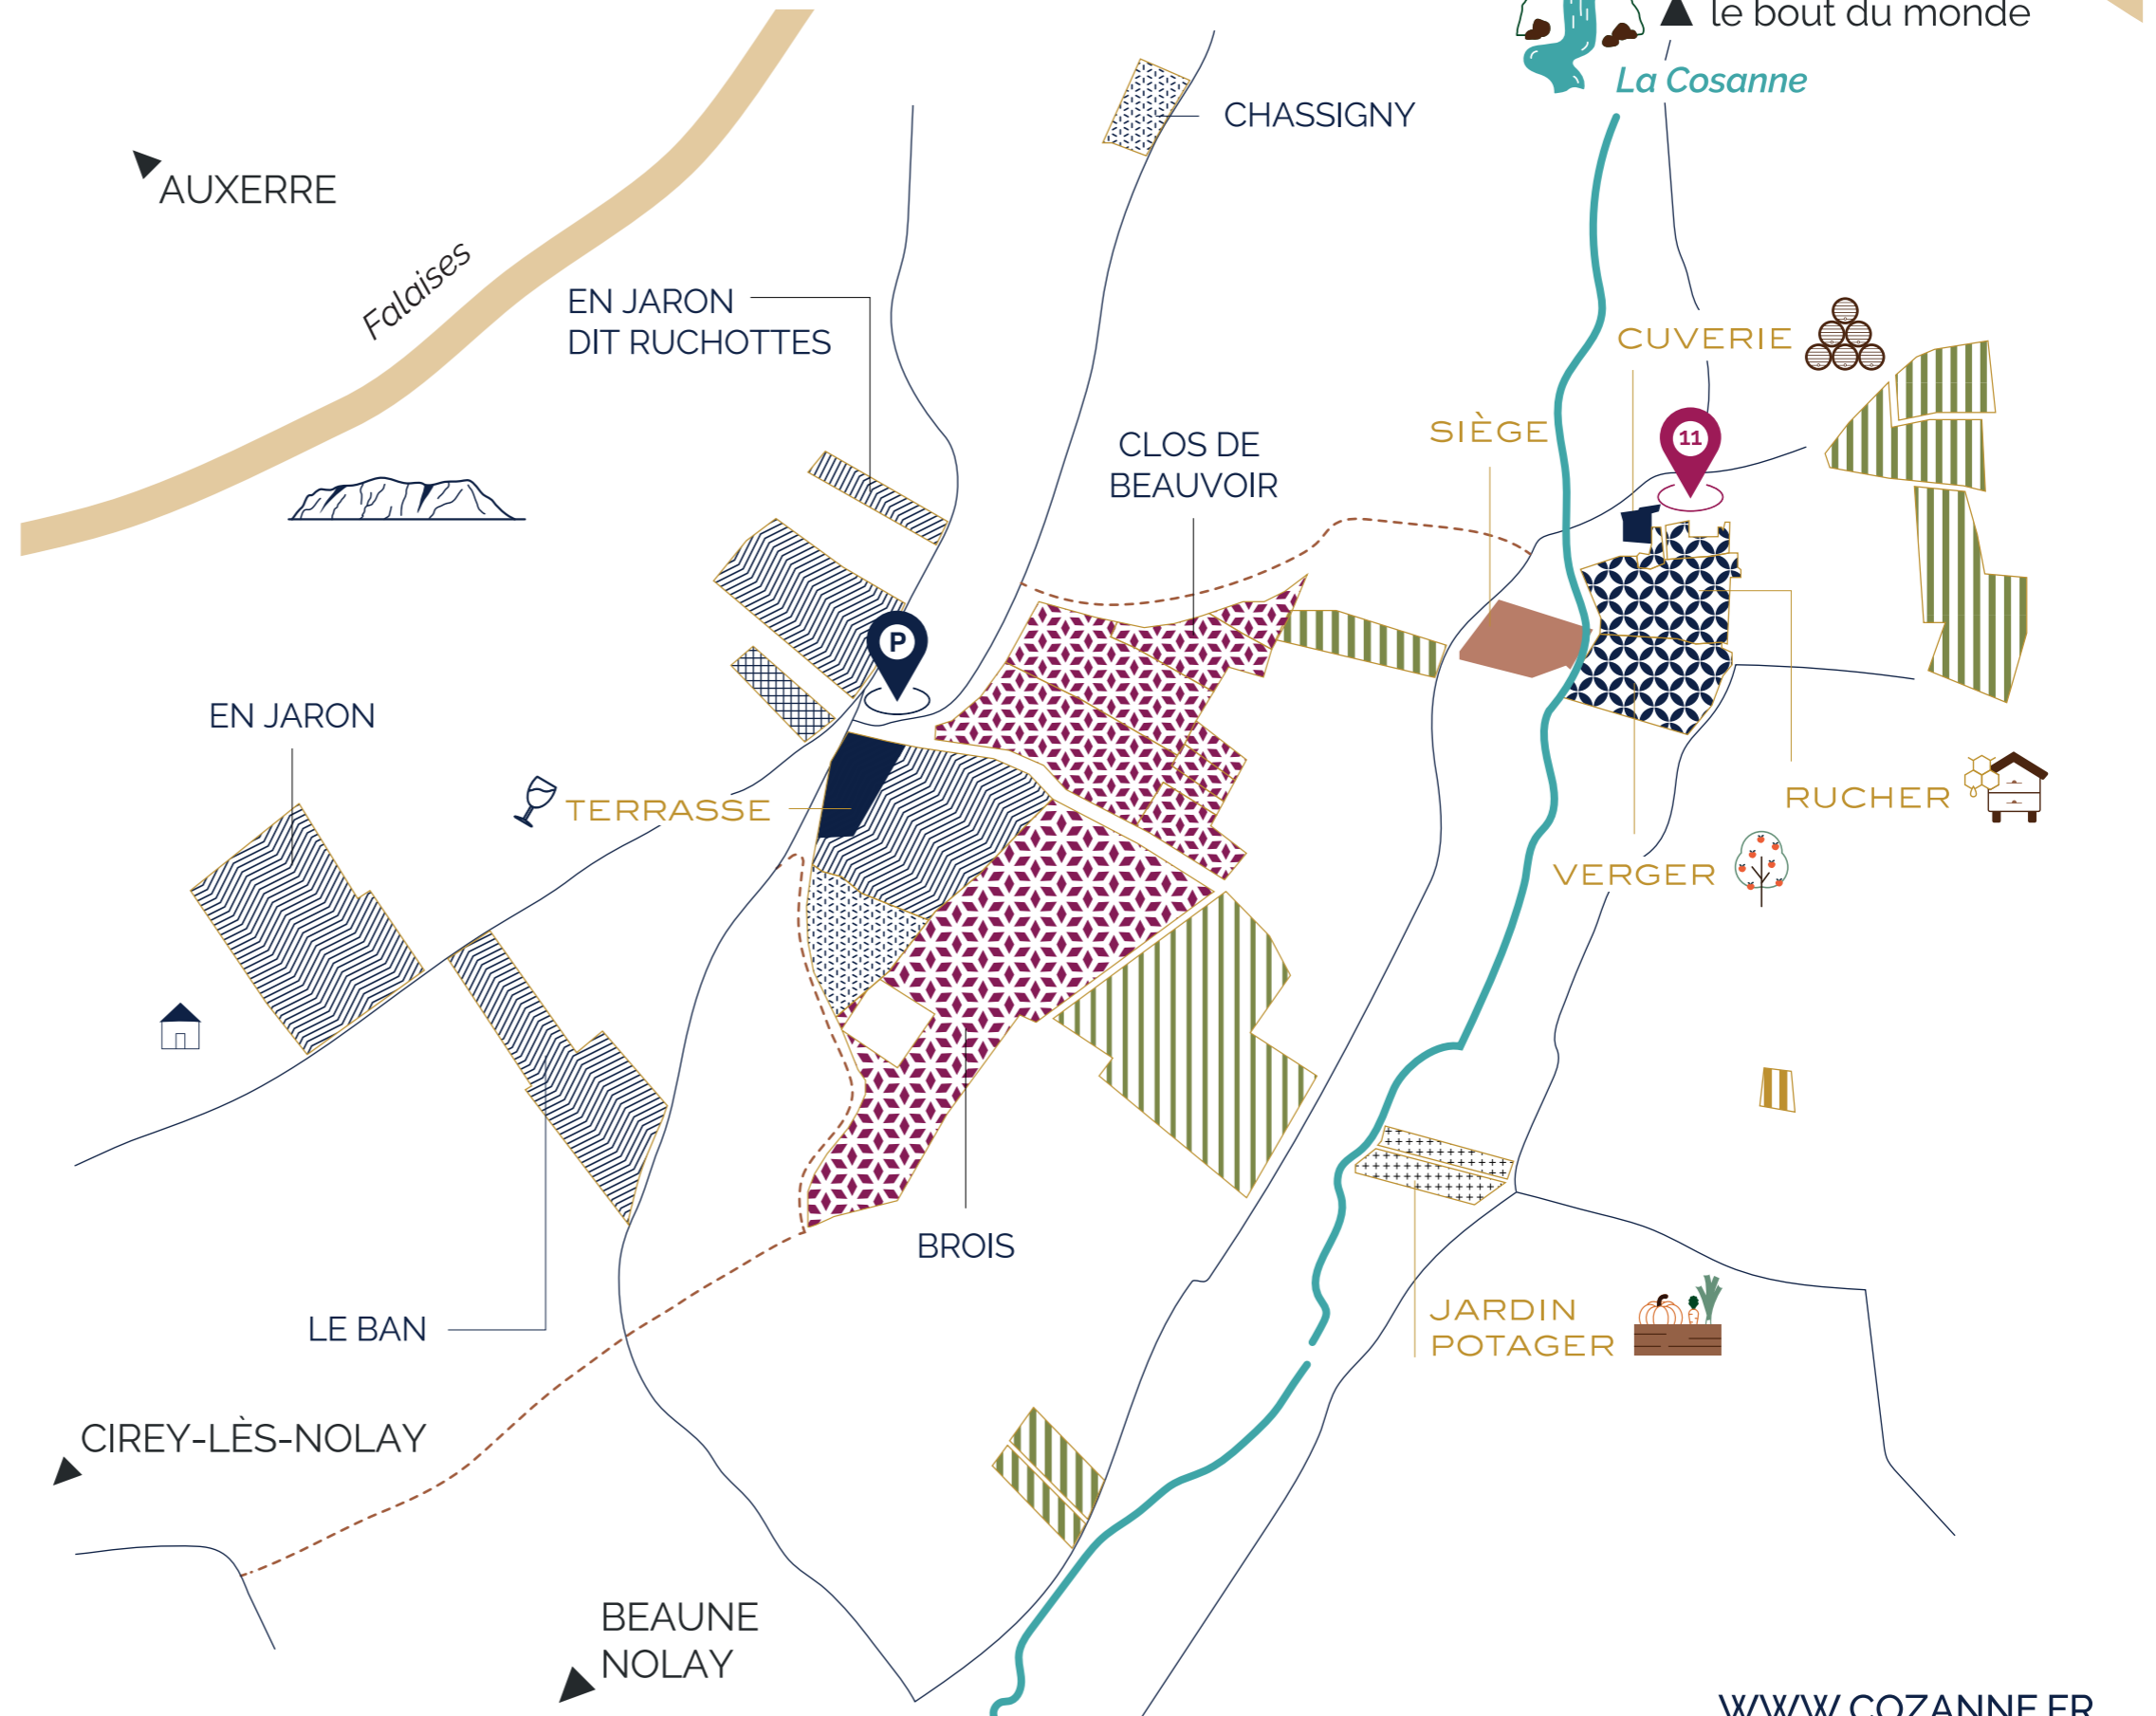 le bout du monde
La Cosanne
CHASSIGNY
AUXERRE
Falaises
EN JARON
DIT RUCHOTTES
CUVERIE
SIÈGE
11
CLOS DE
BEAUVOIR
P
EN JARON
TERRASSE
RUCHER
VERGER
BROIS
LE BAN
JARDIN
POTAGER
CIREY-LÈS-NOLAY
BEAUNE
NOLAY
WWW.COZANNE.FR